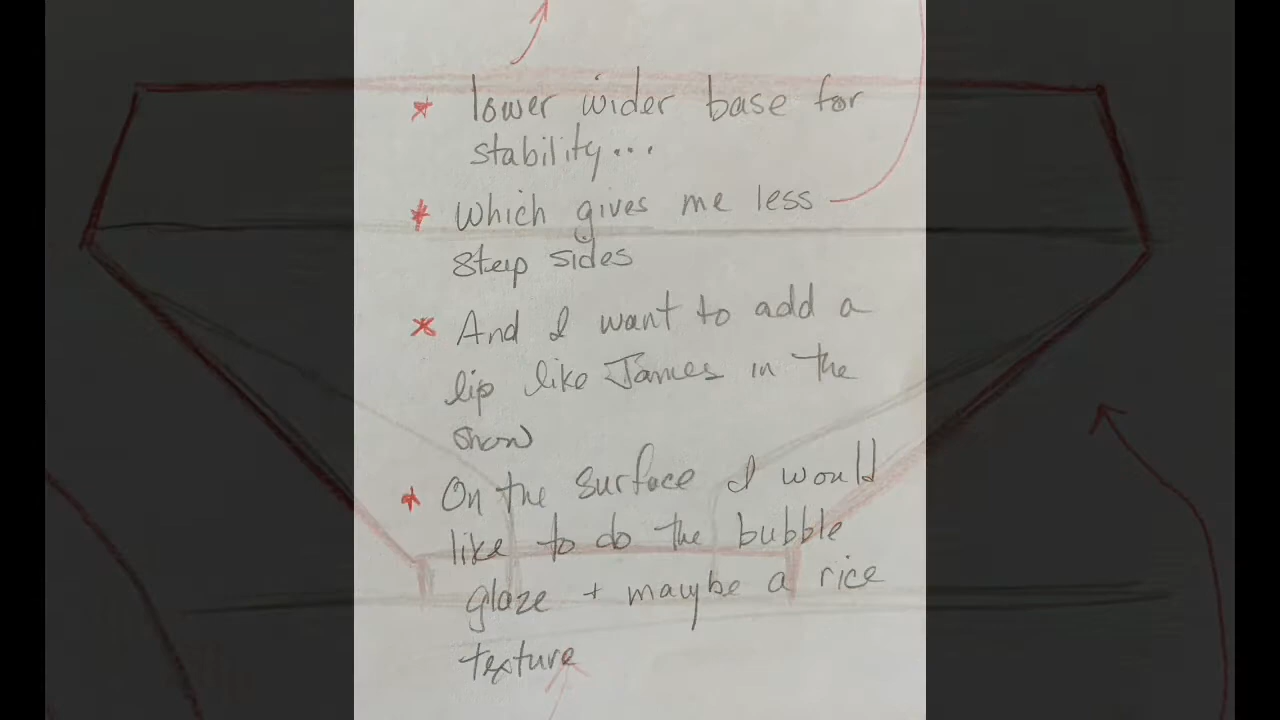 * lower wider base for
stability...
* Which gives me less
steep sides
* And I want to add a
lip like James in the
show
* On the surface I would
like to do the bubble
glaze + maybe a rice
texture